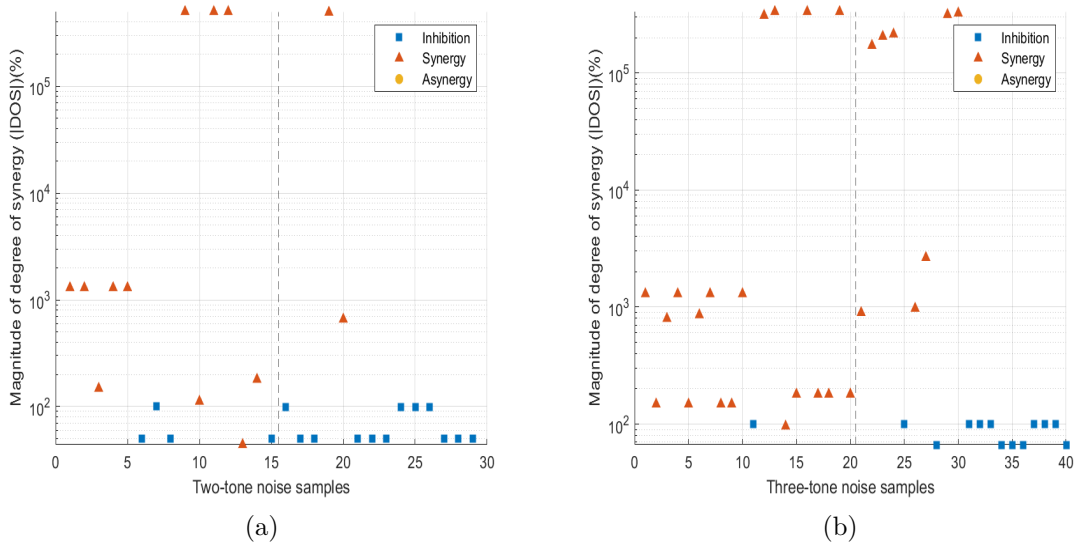 Magnitude of degree of synergy (|DOS|)(%)
10^5
10^4
10^3
10^2
0 5 10 15 20 25 30
Two-tone noise samples
Inhibition
Synergy
Asynergy
(a)
Magnitude of degree of synergy (|DOS|)(%)
10^5
10^4
10^3
10^2
0 5 10 15 20 25 30 35 40
Three-tone noise samples
Inhibition
Synergy
Asynergy
(b)